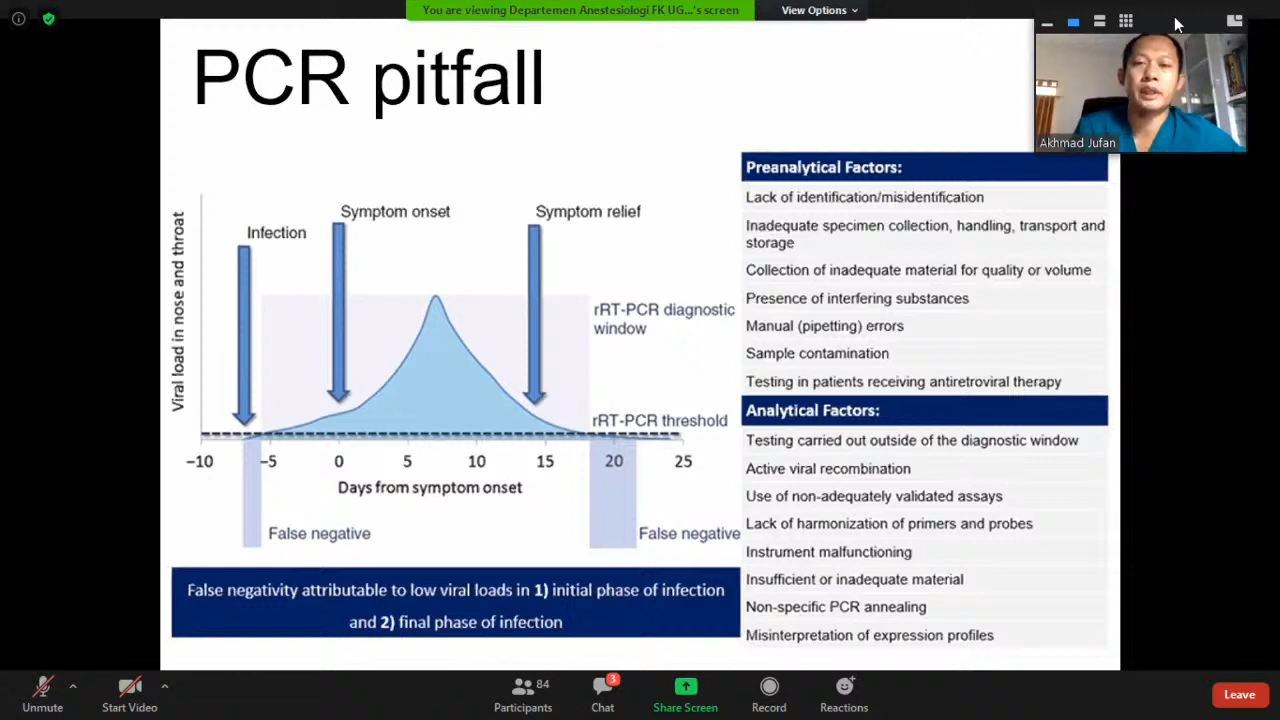 You are viewing Departemen Anestesiologi FK UG...'s screen
View Options
PCR pitfall
Akhmad Jufan
Viral load in nose and throat
Infection
Symptom onset
Symptom relief
rRT-PCR diagnostic
window
rRT-PCR threshold
−10 −5 0 5 10 15 20 25
Days from symptom onset
False negative
False negative
False negativity attributable to low viral loads in 1) initial phase of infection
and 2) final phase of infection
Preanalytical Factors:
Lack of identification/misidentification
Inadequate specimen collection, handling, transport and
storage
Collection of inadequate material for quality or volume
Presence of interfering substances
Manual (pipetting) errors
Sample contamination
Testing in patients receiving antiretroviral therapy
Analytical Factors:
Testing carried out outside of the diagnostic window
Active viral recombination
Use of non-adequately validated assays
Lack of harmonization of primers and probes
Instrument malfunctioning
Insufficient or inadequate material
Non-specific PCR annealing
Misinterpretation of expression profiles
Unmute
Start Video
84
Participants
3
Chat
Share Screen
Record
Reactions
Leave